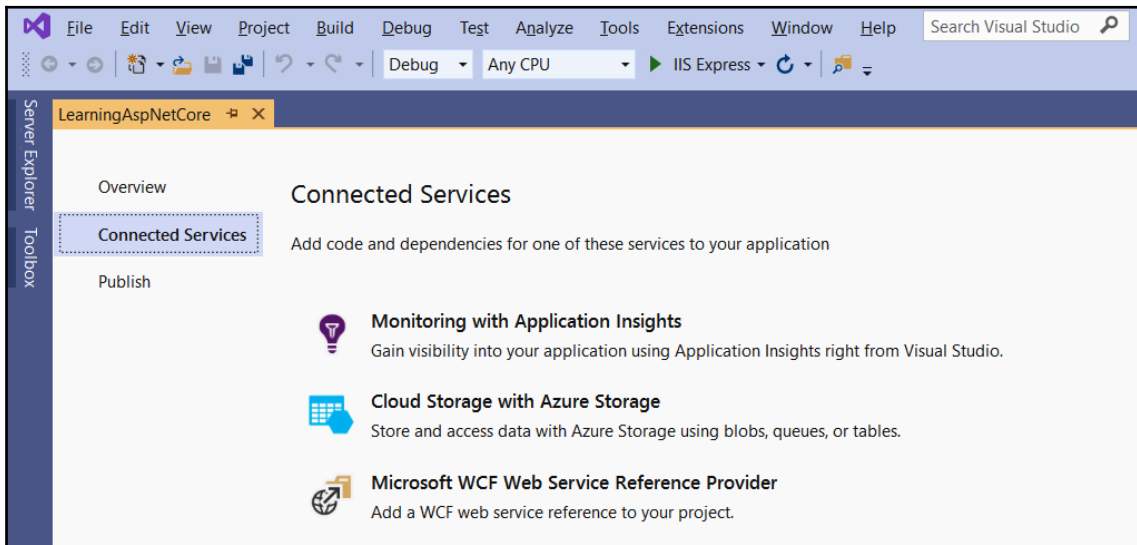 File Edit View Project Build Debug Test Analyze Tools Extensions Window Help Search Visual Studio
Debug Any CPU IIS Express
Server Explorer
Toolbox
LearningAspNetCore
Overview
Connected Services
Publish
Connected Services
Add code and dependencies for one of these services to your application
Monitoring with Application Insights
Gain visibility into your application using Application Insights right from Visual Studio.
Cloud Storage with Azure Storage
Store and access data with Azure Storage using blobs, queues, or tables.
Microsoft WCF Web Service Reference Provider
Add a WCF web service reference to your project.